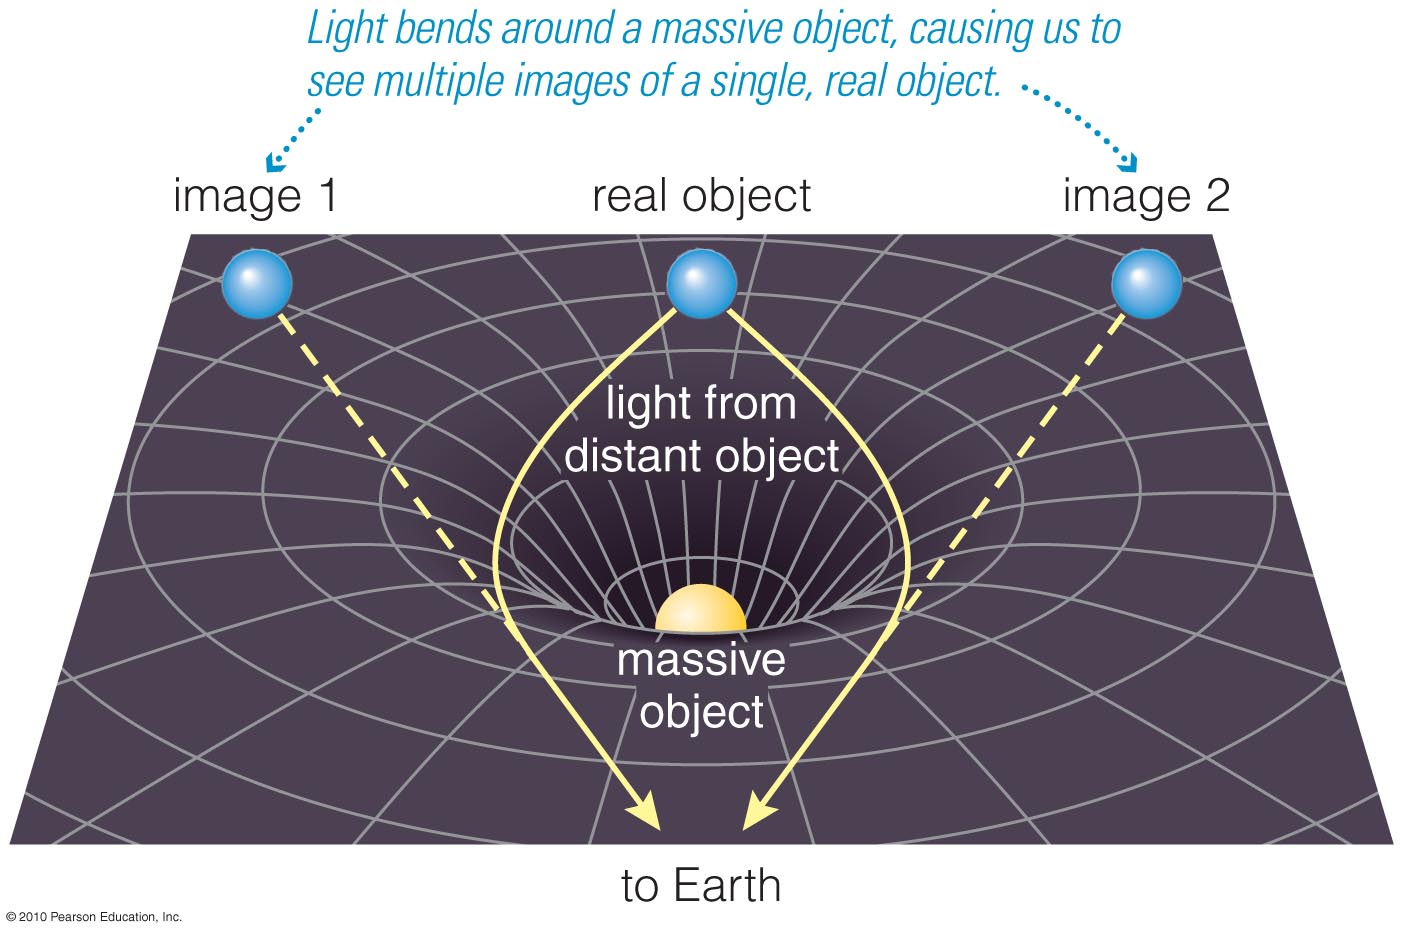 Light bends around a massive object, causing us to
see multiple images of a single, real object.
image 1
real object
image 2
light from
distant object
massive
object
to Earth
© 2010 Pearson Education, Inc.